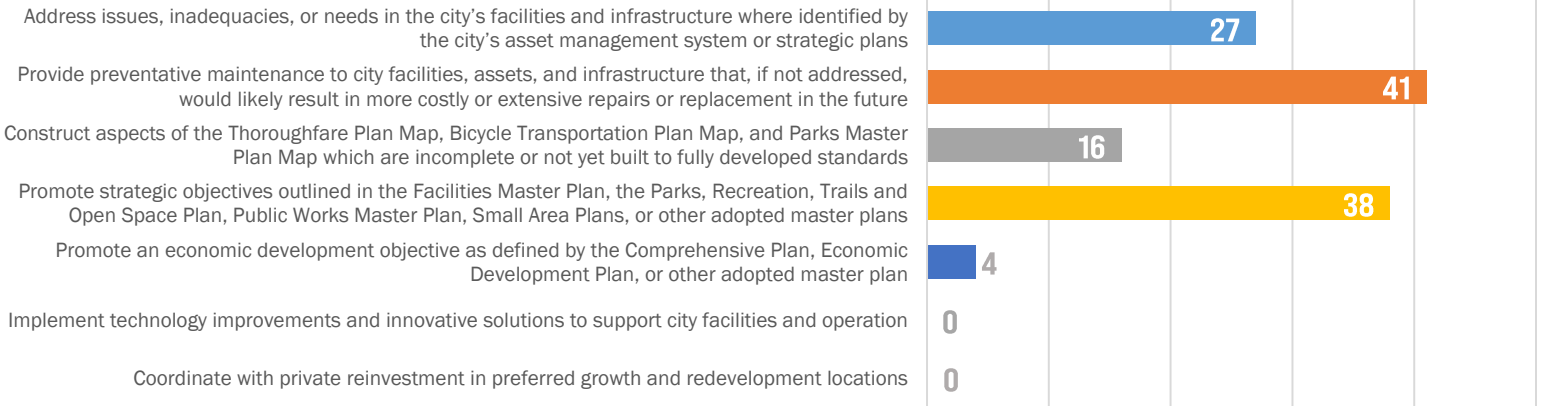 Address issues, inadequacies, or needs in the city’s facilities and infrastructure where identified by
the city’s asset management system or strategic plans
27
Provide preventative maintenance to city facilities, assets, and infrastructure that, if not addressed,
would likely result in more costly or extensive repairs or replacement in the future
41
Construct aspects of the Thoroughfare Plan Map, Bicycle Transportation Plan Map, and Parks Master
Plan Map which are incomplete or not yet built to fully developed standards
16
Promote strategic objectives outlined in the Facilities Master Plan, the Parks, Recreation, Trails and
Open Space Plan, Public Works Master Plan, Small Area Plans, or other adopted master plans
38
Promote an economic development objective as defined by the Comprehensive Plan, Economic
Development Plan, or other adopted master plan
4
Implement technology improvements and innovative solutions to support city facilities and operation
0
Coordinate with private reinvestment in preferred growth and redevelopment locations
0